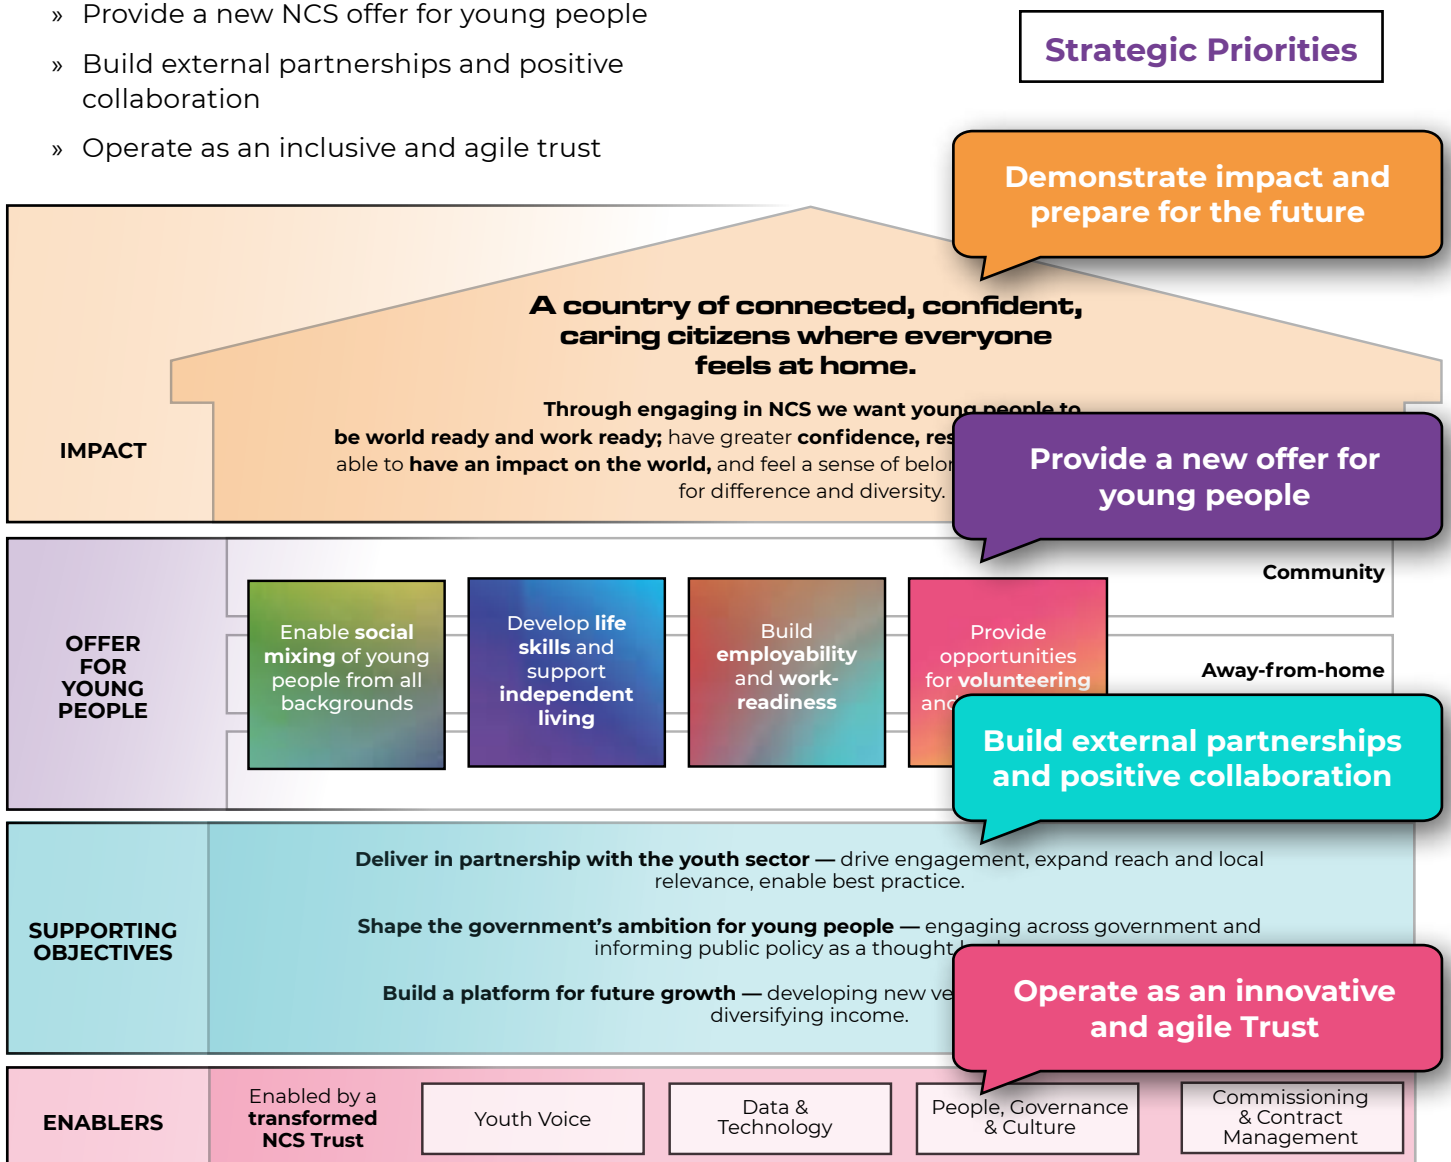 » Provide a new NCS offer for young people
» Build external partnerships and positive
collaboration
» Operate as an inclusive and agile trust
Strategic Priorities
Demonstrate impact and
prepare for the future
A country of connected, confident,
caring citizens where everyone
feels at home.
Through engaging in NCS we want young people to
be world ready and work ready; have greater confidence,
able to have an impact on the world, and feel a sense of
for difference and diversity.
IMPACT
Provide a new offer for
young people
Community
Away-from-home
OFFER
FOR
YOUNG
PEOPLE
Enable social
mixing of young
people from all
backgrounds
Develop life
skills and
support
independent
living
Build
employability
and work-
readiness
Provide
opportunities
for volunteering
and
Build external partnerships
and positive collaboration
SUPPORTING
OBJECTIVES
Deliver in partnership with the youth sector — drive engagement, expand reach and local
relevance, enable best practice.
Shape the government’s ambition for young people — engaging across government and
informing public policy as a thought
Build a platform for future growth — developing new
diversifying income.
Operate as an innovative
and agile Trust
ENABLERS
Enabled by a
transformed
NCS Trust
Youth Voice
Data &
Technology
People, Governance
& Culture
Commissioning
& Contract
Management